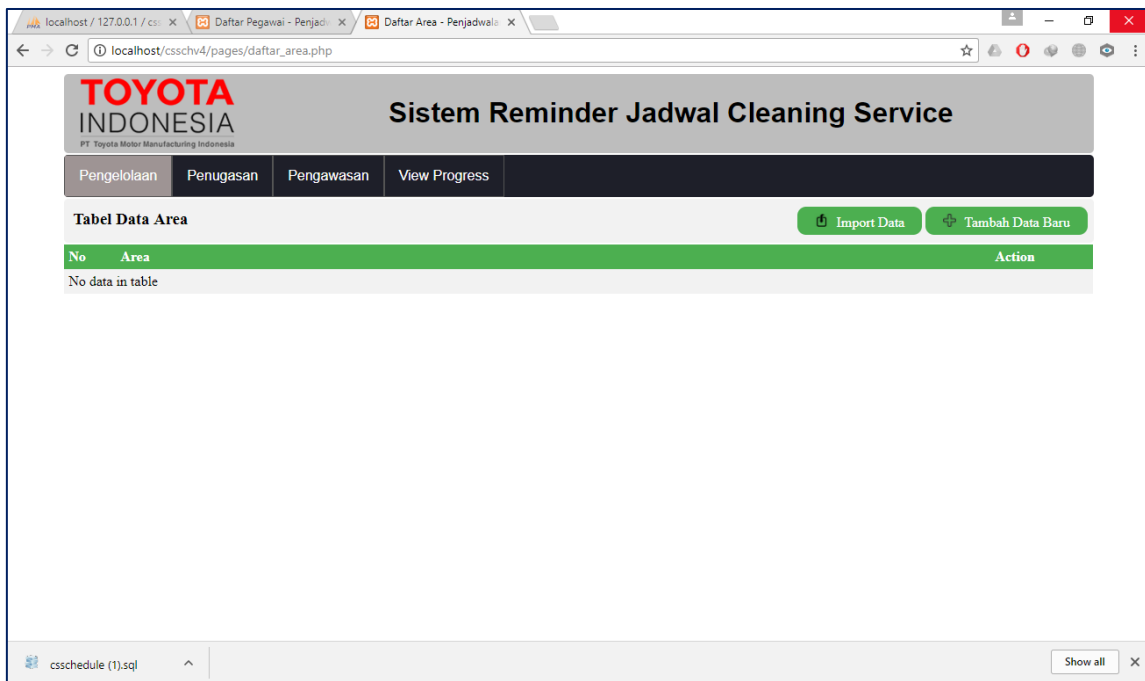 localhost / 127.0.0.1 / css
Daftar Pegawai - Penjadw
Daftar Area - Penjadwala
localhost/csschv4/pages/daftar_area.php
TOYOTA
INDONESIA
PT Toyota Motor Manufacturing Indonesia
Sistem Reminder Jadwal Cleaning Service
Pengelolaan Penugasan Pengawasan View Progress
Tabel Data Area
Import Data Tambah Data Baru
No Area Action
No data in table
csschedule (1).sql
Show all